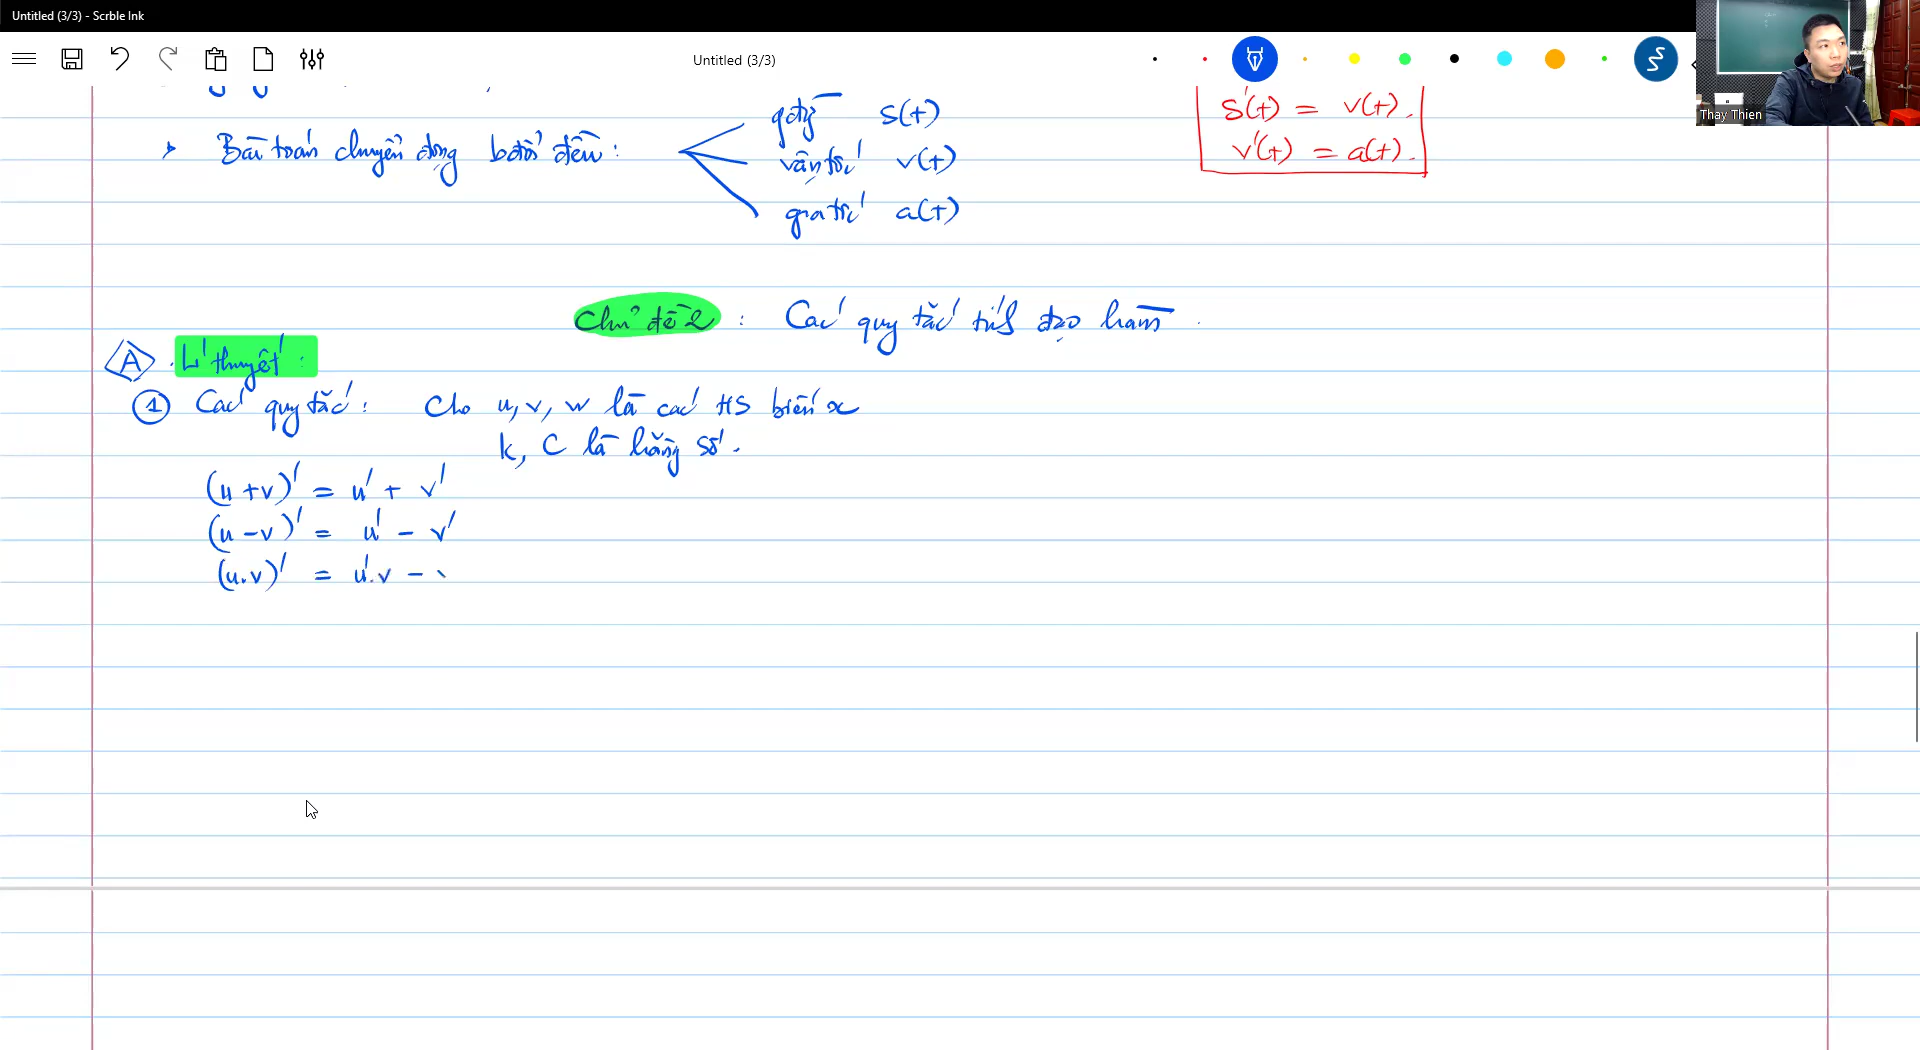 Untitled (3/3) - Scrble Ink
Untitled (3/3)
Thay Thien
qđg s(t)
Bài toán chuyển động b đổi đều: vận tốc v(t)
gia tốc a(t)
s'(t) = v(t).
v'(t) = a(t).
Chủ đề 2 : Các quy tắc tính đạo hàm.
A. Lí thuyết:
1 Các quy tắc: Cho u, v, w là các HS biến x
k, C là hằng số.
(u+v)' = u' + v'
(u-v)' = u' - v'
(u.v)' = u'.v -